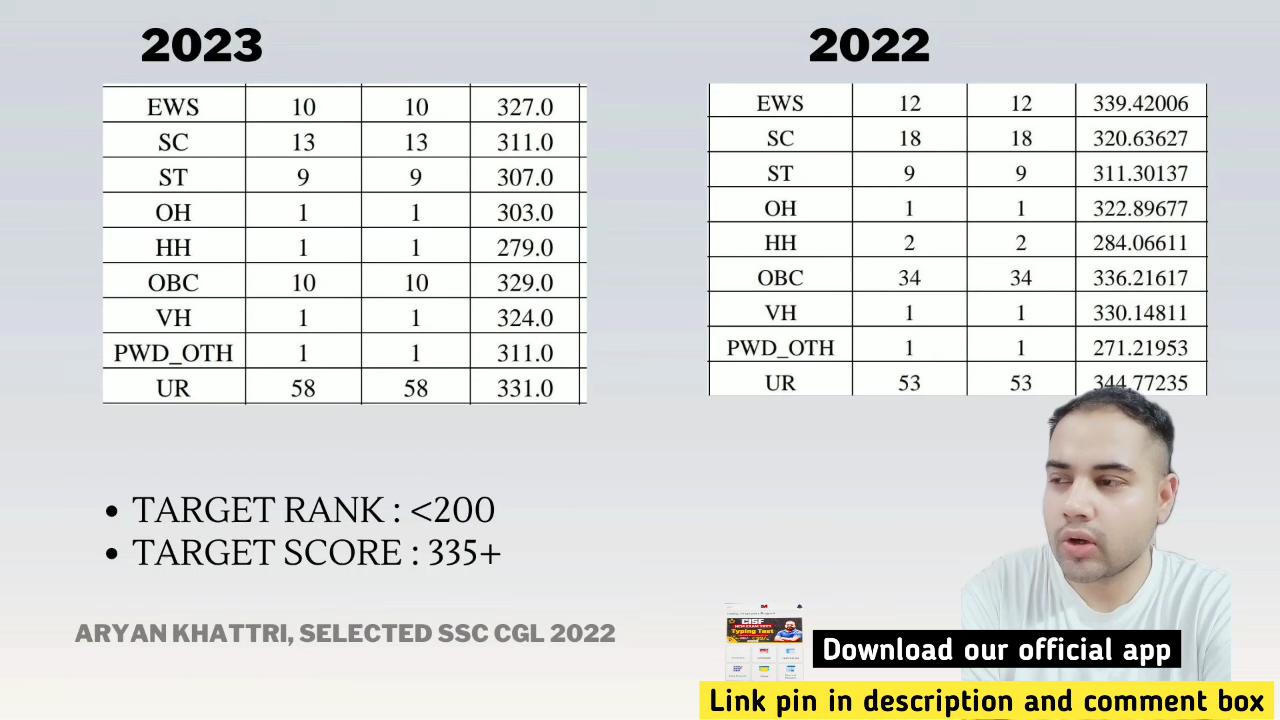 2023
EWS 10 10 327.0
SC 13 13 311.0
ST 9 9 307.0
OH 1 1 303.0
HH 1 1 279.0
OBC 10 10 329.0
VH 1 1 324.0
PWD_OTH 1 1 311.0
UR 58 58 331.0
2022
EWS 12 12 339.42006
SC 18 18 320.63627
ST 9 9 311.30137
OH 1 1 322.89677
HH 2 2 284.06611
OBC 34 34 336.21617
VH 1 1 330.14811
PWD_OTH 1 1 271.21953
UR 53 53 344.77235
• TARGET RANK : <200
• TARGET SCORE : 335+
ARYAN KHATTRI, SELECTED SSC CGL 2022
CISF
Typing Test
Download our official app
Link pin in description and comment box